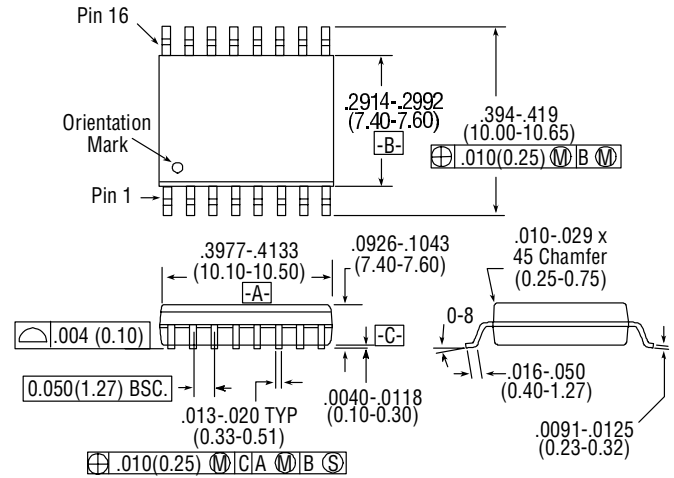 Pin 16
Orientation
Mark
Pin 1
.2914-.2992
(7.40-7.60)
-B-
.394-.419
(10.00-10.65)
⌖ .010(0.25) Ⓜ B Ⓜ
.3977-.4133
(10.10-10.50)
-A-
.0926-.1043
(7.40-7.60)
.010-.029 x
45 Chamfer
(0.25-0.75)
⌓ .004 (0.10)
-C-
0-8
0.050(1.27) BSC.
.013-.020 TYP
(0.33-0.51)
.0040-.0118
(0.10-0.30)
.016-.050
(0.40-1.27)
.0091-.0125
(0.23-0.32)
⌖ .010(0.25) Ⓜ C A Ⓜ B Ⓢ